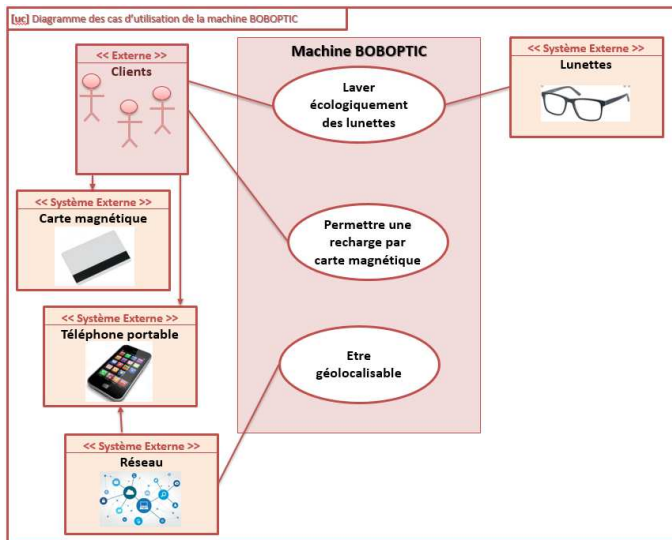 [uc] Diagramme des cas d'utilisation de la machine BOBOPTIC
<< Externe >>
Clients
Machine BOBOPTIC
<< Système Externe >>
Lunettes
Laver
écologiquement
des lunettes
<< Système Externe >>
Carte magnétique
Permettre une
recharge par
carte magnétique
<< Système Externe >>
Téléphone portable
Etre
géolocalisable
<< Système Externe >>
Réseau